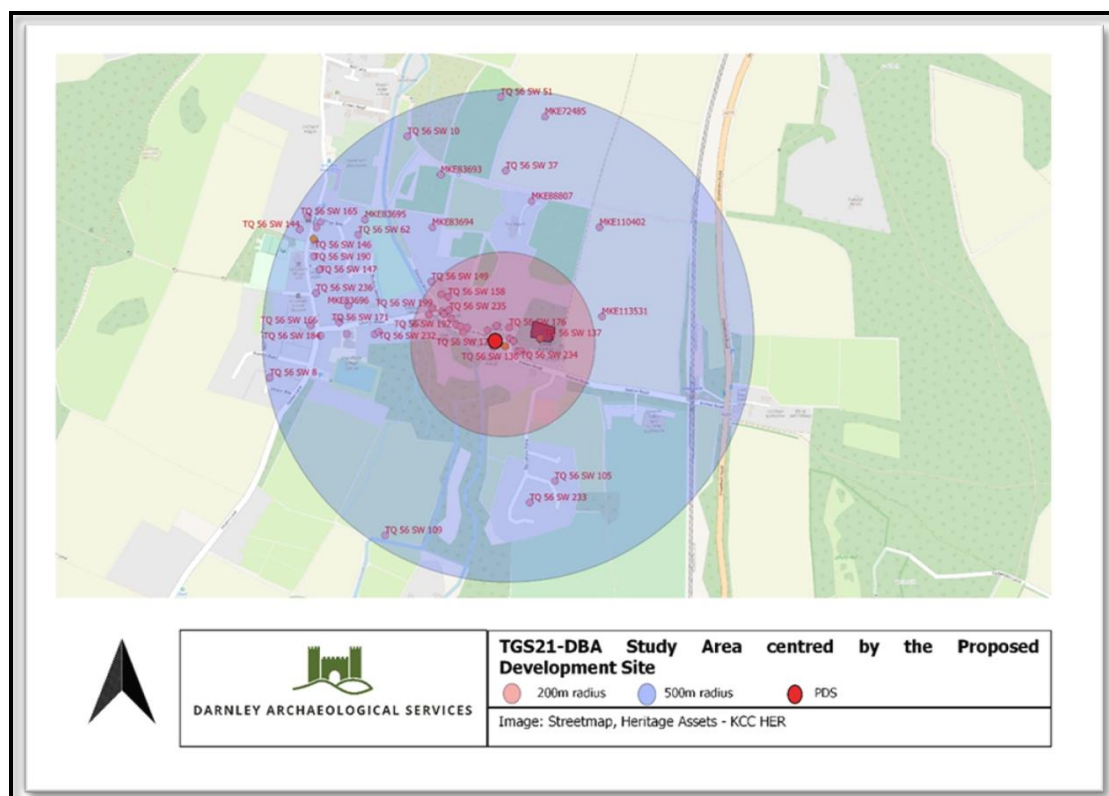 TQ 56 SW 51
MKE72485
TQ 56 SW 10
MKE83693
TQ 56 SW 37
MKE88807
TQ 56 SW 165
MKE83695
TQ 56 SW 144
TQ 56 SW 62
MKE83694
MKE110402
TQ 56 SW 146
TQ 56 SW 190
TQ 56 SW 147
TQ 56 SW 149
TQ 56 SW 236
TQ 56 SW 158
MKE83696
TQ 56 SW 199
TQ 56 SW 235
MKE113531
TQ 56 SW 166
TQ 56 SW 171
TQ 56 SW 192
TQ 56 SW 176
TQ 56 SW 184
TQ 56 SW 232
TQ 56 SW 17
SW 137
TQ 56 SW 136
TQ 56 SW 234
TQ 56 SW 8
TQ 56 SW 105
TQ 56 SW 233
TQ 56 SW 109
DARNLEY ARCHAEOLOGICAL SERVICES
TGS21-DBA Study Area centred by the Proposed
Development Site
200m radius 500m radius PDS
Image: Streetmap, Heritage Assets - KCC HER